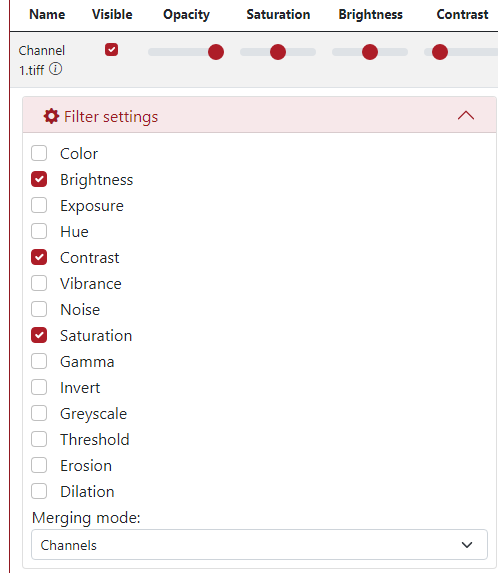 Name Visible Opacity Saturation Brightness Contrast
Channel
1.tiff
Filter settings
Color
Brightness
Exposure
Hue
Contrast
Vibrance
Noise
Saturation
Gamma
Invert
Greyscale
Threshold
Erosion
Dilation
Merging mode:
Channels